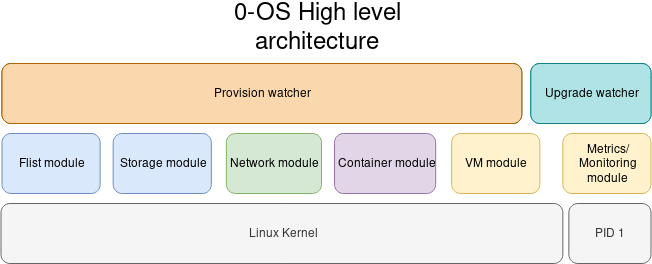 0-OS High level
architecture
Provision watcher
Upgrade watcher
Flist module
Storage module
Network module
Container module
VM module
Metrics/
Monitoring
module
Linux Kernel
PID 1